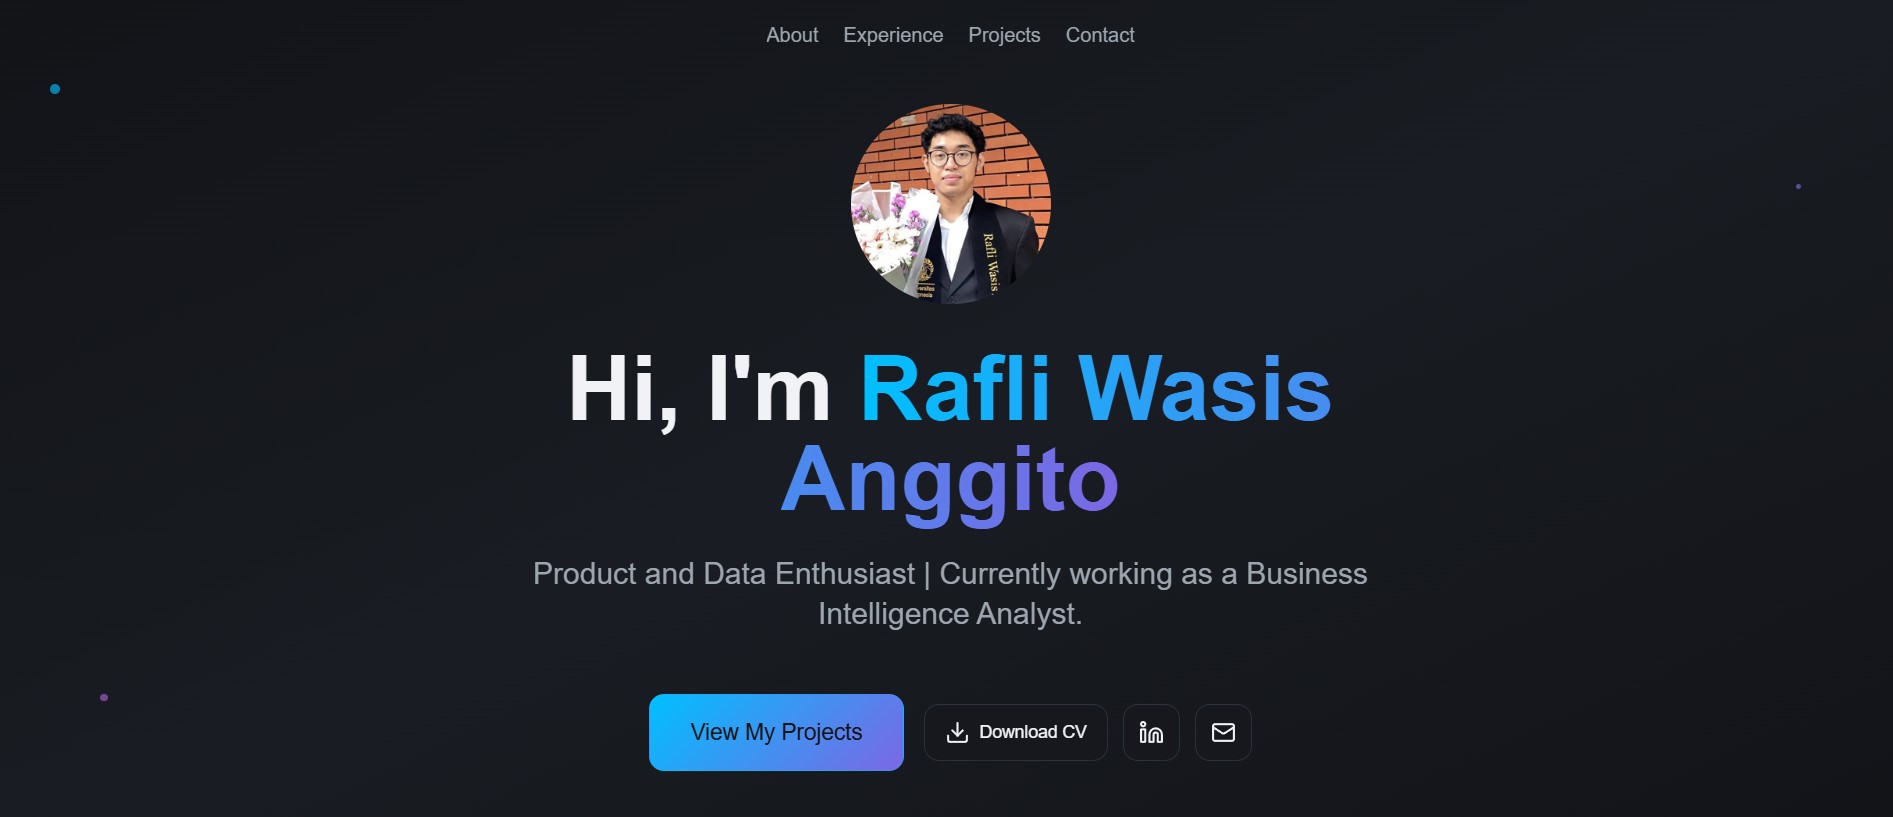 About Experience Projects Contact
Rafli Wasis
Hi, I'm Rafli Wasis
Anggito
Product and Data Enthusiast | Currently working as a Business
Intelligence Analyst.
View My Projects
Download CV
in